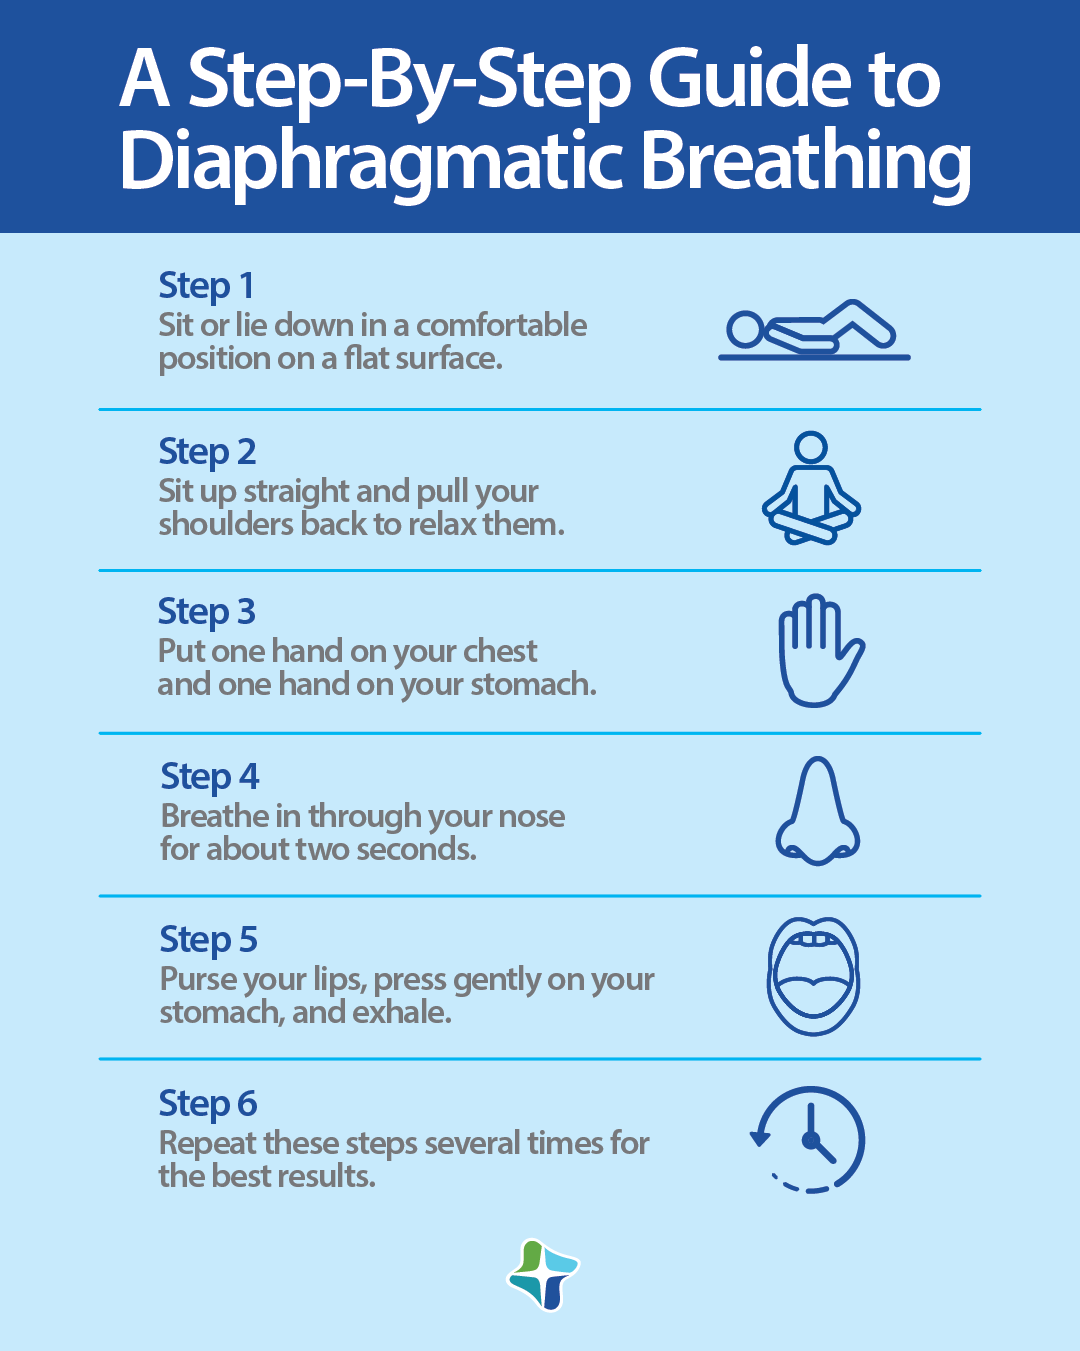 A Step-By-Step Guide to
Diaphragmatic Breathing
Step 1
Sit or lie down in a comfortable
position on a flat surface.
Step 2
Sit up straight and pull your
shoulders back to relax them.
Step 3
Put one hand on your chest
and one hand on your stomach.
Step 4
Breathe in through your nose
for about two seconds.
Step 5
Purse your lips, press gently on your
stomach, and exhale.
Step 6
Repeat these steps several times for
the best results.